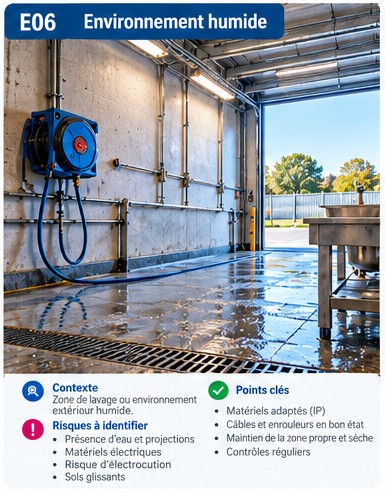 E06 Environnement humide
Contexte
Zone de lavage ou environnement
extérieur humide.
Risques à identifier
• Présence d'eau et projections
• Matériels électriques
• Risque d'électrocution
• Sols glissants
Points clés
• Matériels adaptés (IP)
• Câbles et enrouleurs en bon état
• Maintien de la zone propre et sèche
• Contrôles réguliers